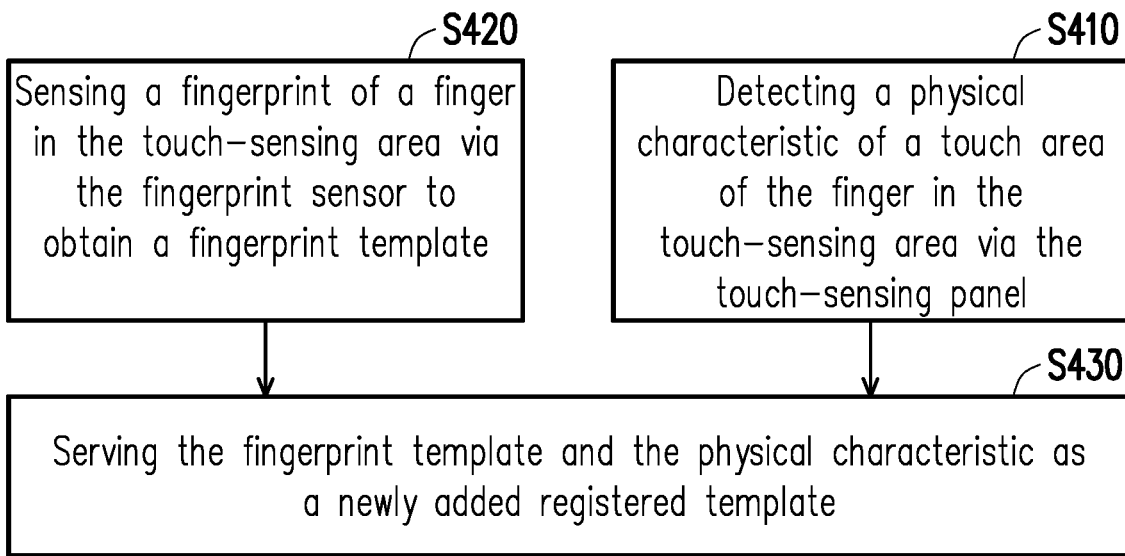 S420
Sensing a fingerprint of a finger
in the touch-sensing area via
the fingerprint sensor to
obtain a fingerprint template
S410
Detecting a physical
characteristic of a touch area
of the finger in the
touch-sensing area via the
touch-sensing panel
S430
Serving the fingerprint template and the physical characteristic as
a newly added registered template